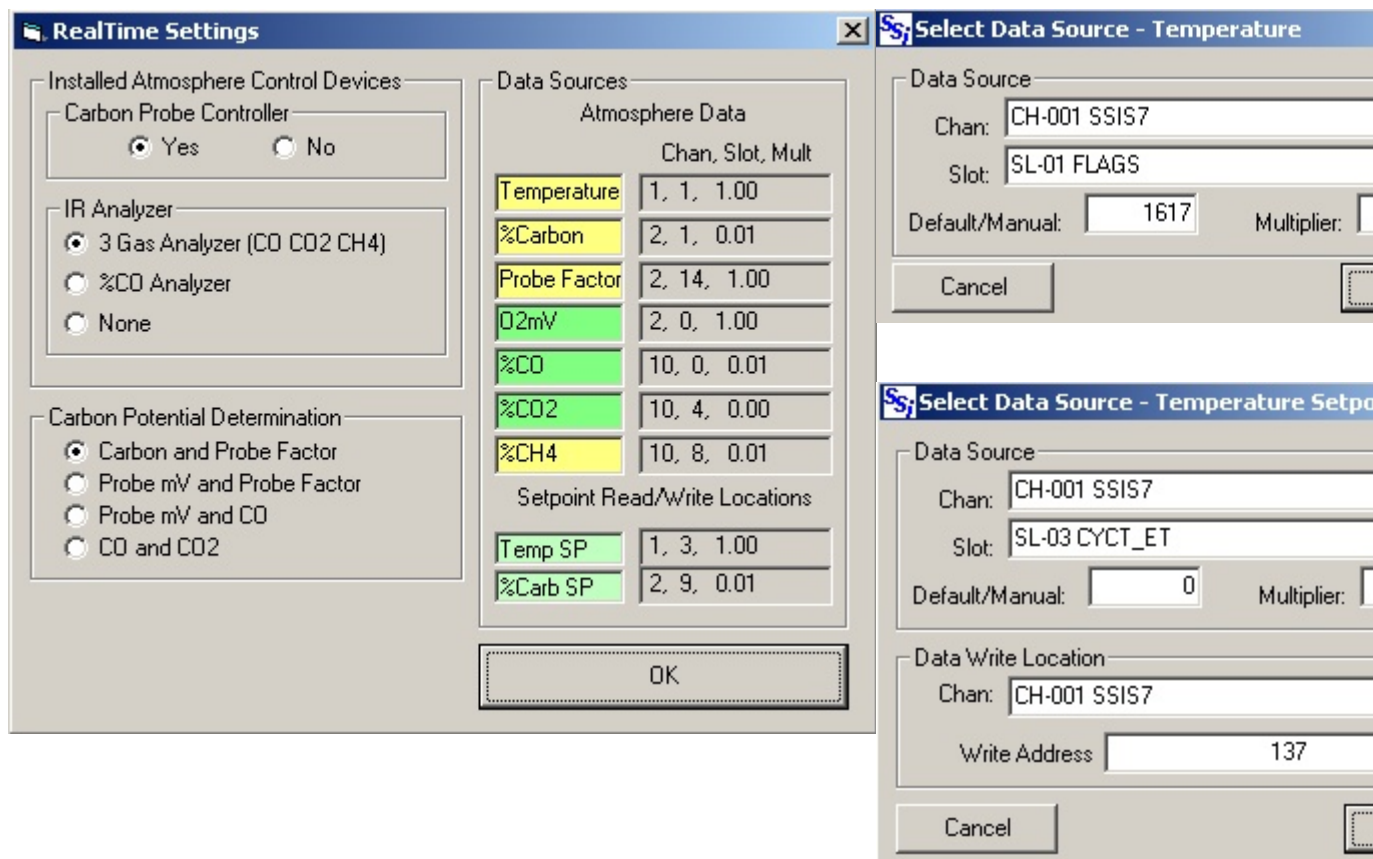 RealTime Settings
Installed Atmosphere Control Devices
Carbon Probe Controller
Yes No
IR Analyzer
3 Gas Analyzer (CO CO2 CH4)
%CO Analyzer
None
Carbon Potential Determination
Carbon and Probe Factor
Probe mV and Probe Factor
Probe mV and CO
CO and CO2
Data Sources
Atmosphere Data
Chan, Slot, Mult
Temperature 1, 1, 1.00
%Carbon 2, 1, 0.01
Probe Factor 2, 14, 1.00
O2mV 2, 0, 1.00
%CO 10, 0, 0.01
%CO2 10, 4, 0.00
%CH4 10, 8, 0.01
Setpoint Read/Write Locations
Temp SP 1, 3, 1.00
%Carb SP 2, 9, 0.01
OK
SSi Select Data Source - Temperature
Data Source
Chan: CH-001 SSIS7
Slot: SL-01 FLAGS
Default/Manual: 1617 Multiplier:
Cancel
SSi Select Data Source - Temperature Setpo
Data Source
Chan: CH-001 SSIS7
Slot: SL-03 CYCT_ET
Default/Manual: 0 Multiplier:
Data Write Location
Chan: CH-001 SSIS7
Write Address 137
Cancel